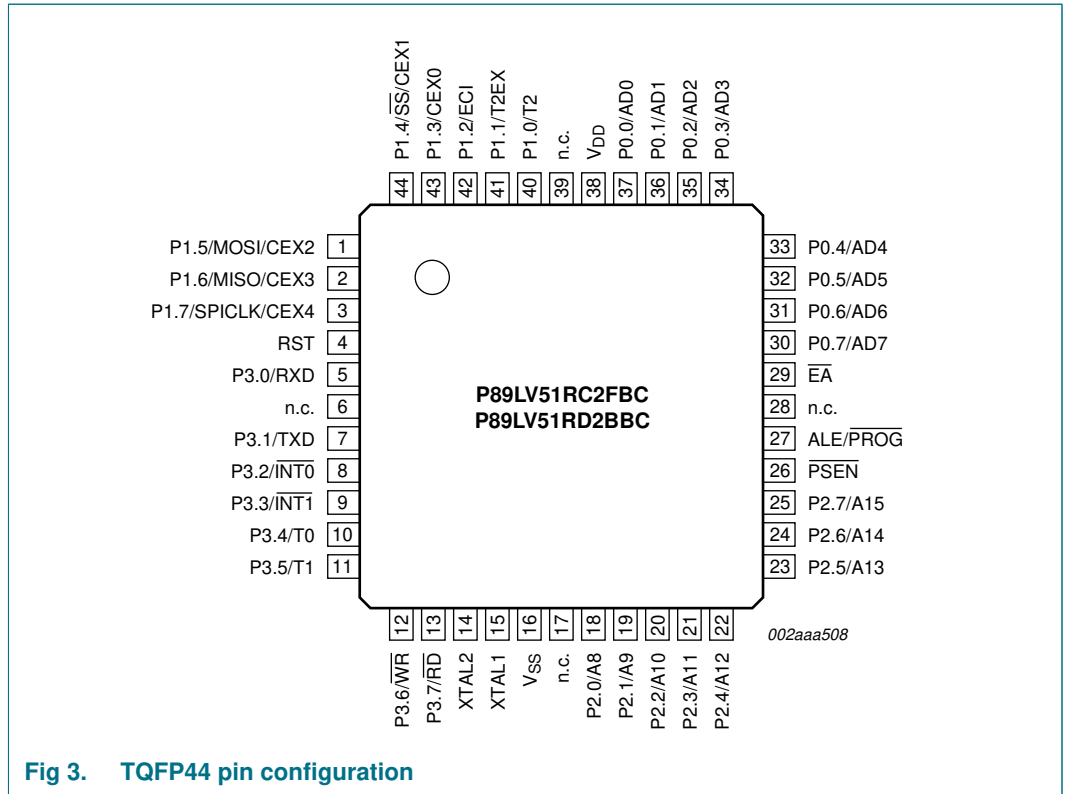 P1.4/S̅S̅/CEX1
P1.3/CEX0
P1.2/ECI
P1.1/T2EX
P1.0/T2
n.c.
VDD
P0.0/AD0
P0.1/AD1
P0.2/AD2
P0.3/AD3
44
43
42
41
40
39
38
37
36
35
34
P1.5/MOSI/CEX2 1
P1.6/MISO/CEX3 2
P1.7/SPICLK/CEX4 3
RST 4
P3.0/RXD 5
n.c. 6
P3.1/TXD 7
P3.2/I̅N̅T̅0̅ 8
P3.3/I̅N̅T̅1̅ 9
P3.4/T0 10
P3.5/T1 11
P89LV51RC2FBC
P89LV51RD2BBC
33 P0.4/AD4
32 P0.5/AD5
31 P0.6/AD6
30 P0.7/AD7
29 E̅A̅
28 n.c.
27 ALE/P̅R̅O̅G̅
26 P̅S̅E̅N̅
25 P2.7/A15
24 P2.6/A14
23 P2.5/A13
12
13
14
15
16
17
18
19
20
21
22
P3.6/W̅R̅
P3.7/R̅D̅
XTAL2
XTAL1
VSS
n.c.
P2.0/A8
P2.1/A9
P2.2/A10
P2.3/A11
P2.4/A12
002aaa508
Fig 3. TQFP44 pin configuration